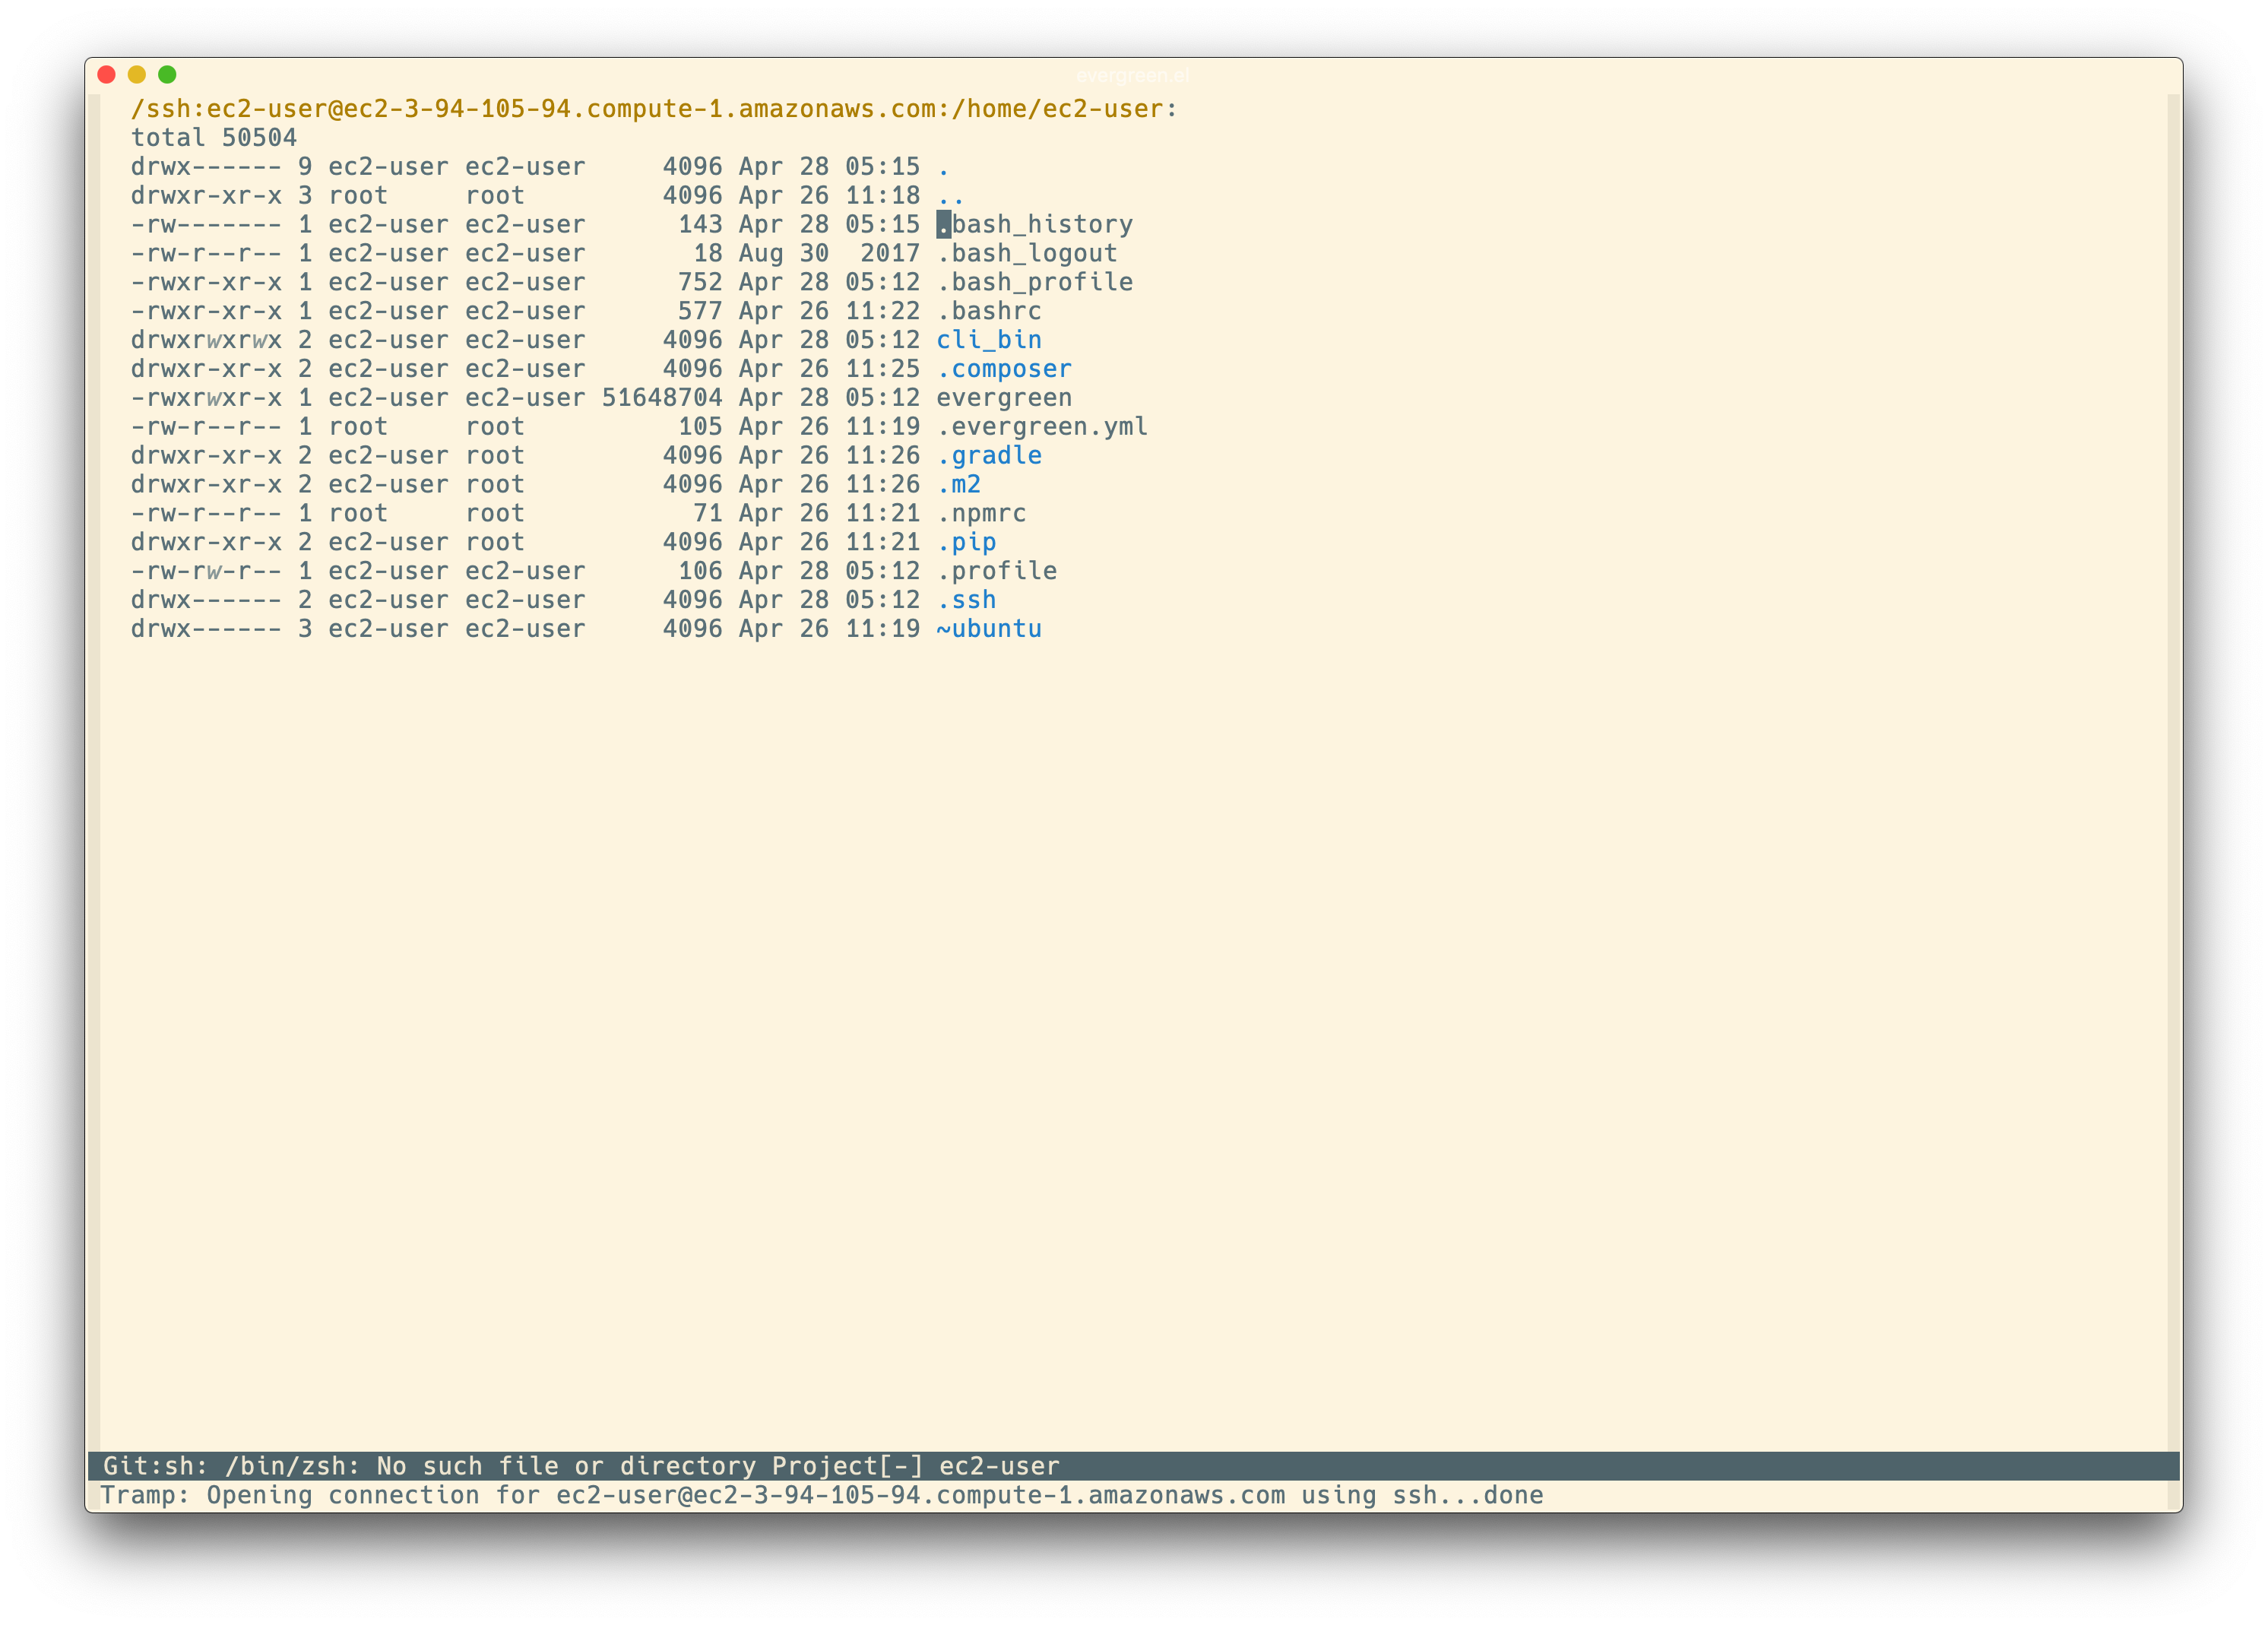 evergreen.el
/ssh:ec2-user@ec2-3-94-105-94.compute-1.amazonaws.com:/home/ec2-user:
total 50504
drwx------ 9 ec2-user ec2-user     4096 Apr 28 05:15 .
drwxr-xr-x 3 root     root         4096 Apr 26 11:18 ..
-rw------- 1 ec2-user ec2-user      143 Apr 28 05:15 .bash_history
-rw-r--r-- 1 ec2-user ec2-user       18 Aug 30  2017 .bash_logout
-rwxr-xr-x 1 ec2-user ec2-user      752 Apr 28 05:12 .bash_profile
-rwxr-xr-x 1 ec2-user ec2-user      577 Apr 26 11:22 .bashrc
drwxrwxrwx 2 ec2-user ec2-user     4096 Apr 28 05:12 cli_bin
drwxr-xr-x 2 ec2-user ec2-user     4096 Apr 26 11:25 .composer
-rwxrwxr-x 1 ec2-user ec2-user 51648704 Apr 28 05:12 evergreen
-rw-r--r-- 1 root     root          105 Apr 26 11:19 .evergreen.yml
drwxr-xr-x 2 ec2-user root         4096 Apr 26 11:26 .gradle
drwxr-xr-x 2 ec2-user root         4096 Apr 26 11:26 .m2
-rw-r--r-- 1 root     root           71 Apr 26 11:21 .npmrc
drwxr-xr-x 2 ec2-user root         4096 Apr 26 11:21 .pip
-rw-rw-r-- 1 ec2-user ec2-user      106 Apr 28 05:12 .profile
drwx------ 2 ec2-user ec2-user     4096 Apr 28 05:12 .ssh
drwx------ 3 ec2-user ec2-user     4096 Apr 26 11:19 ~ubuntu
Git:sh: /bin/zsh: No such file or directory Project[-] ec2-user
Tramp: Opening connection for ec2-user@ec2-3-94-105-94.compute-1.amazonaws.com using ssh...done